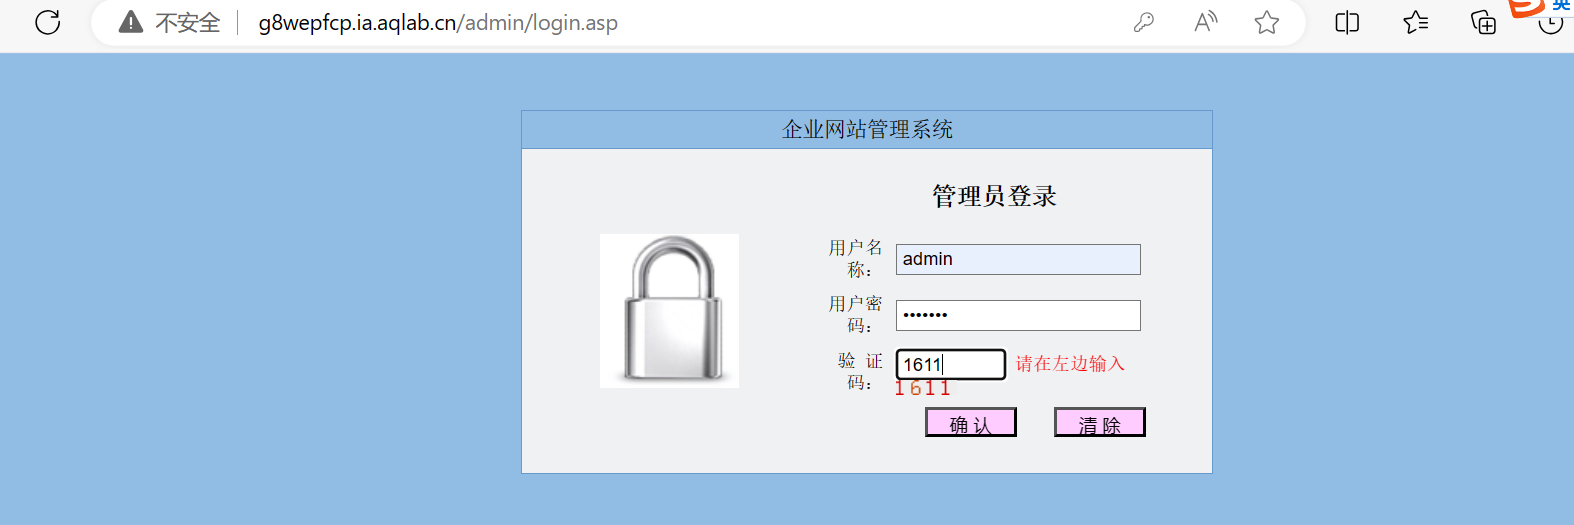 不安全 g8wepfcp.ia.aqlab.cn/admin/login.asp
英
企业网站管理系统
管理员登录
用户名
称：
admin
用户密
码：
•••••••
验 证
码：
1611
请在左边输入
1611
确 认
清 除